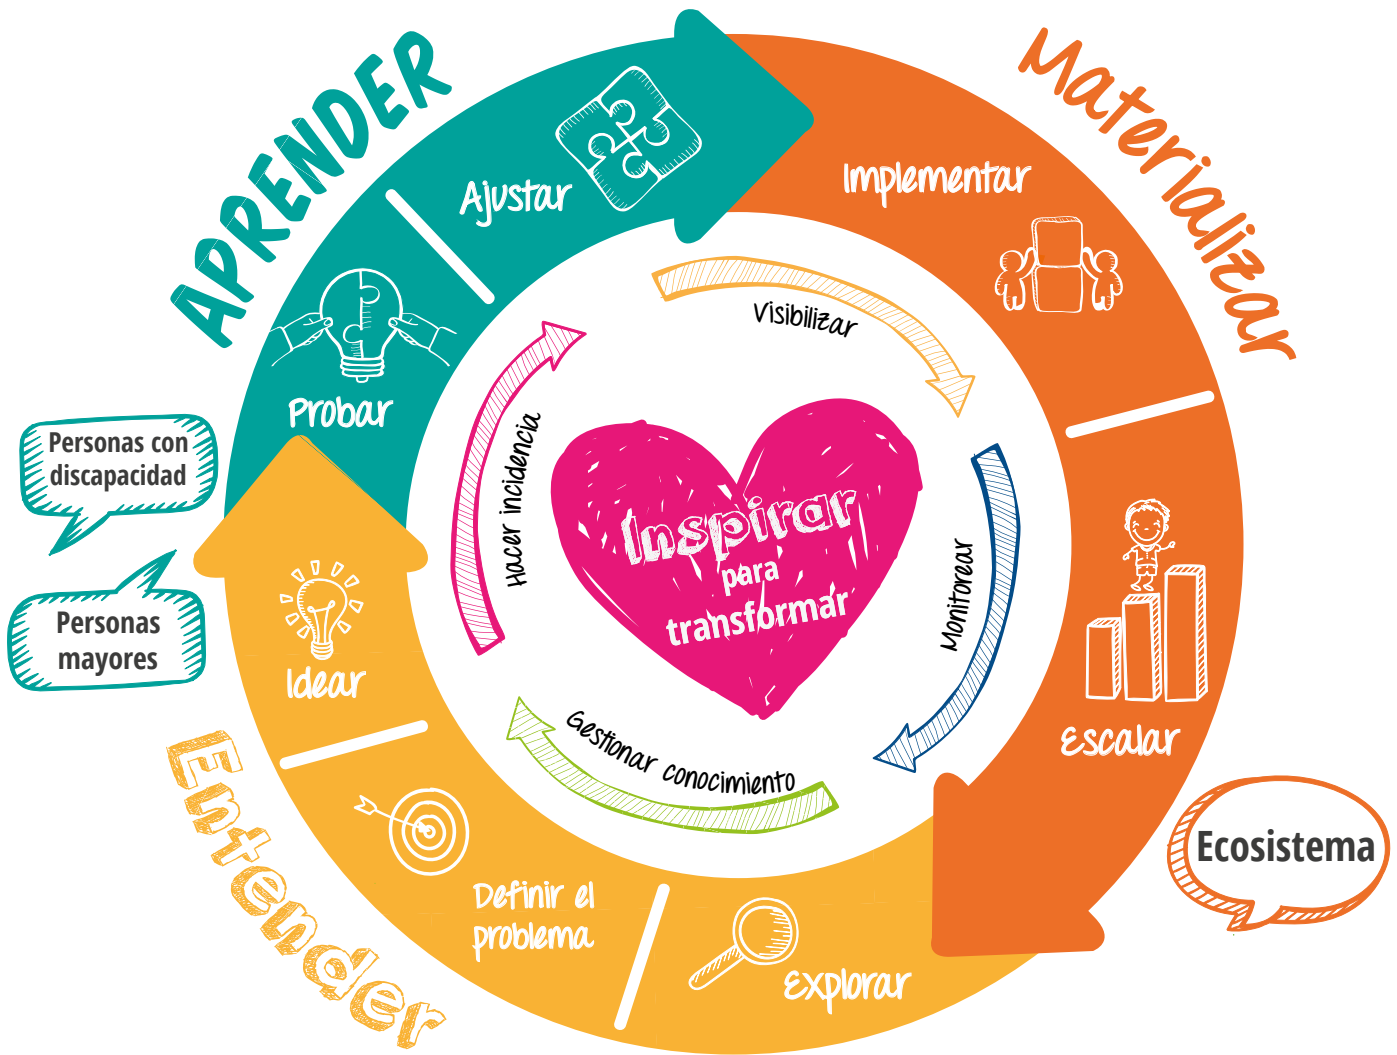 APRENDER
Materializar
Ajustar
Implementar
Probar
Visibilizar
Personas con
discapacidad
Hacer incidencia
Inspirar
para
transformar
Monitorear
Personas
mayores
Idear
Escalar
Gestionar conocimiento
Entender
Definir el
problema
Explorar
Ecosistema